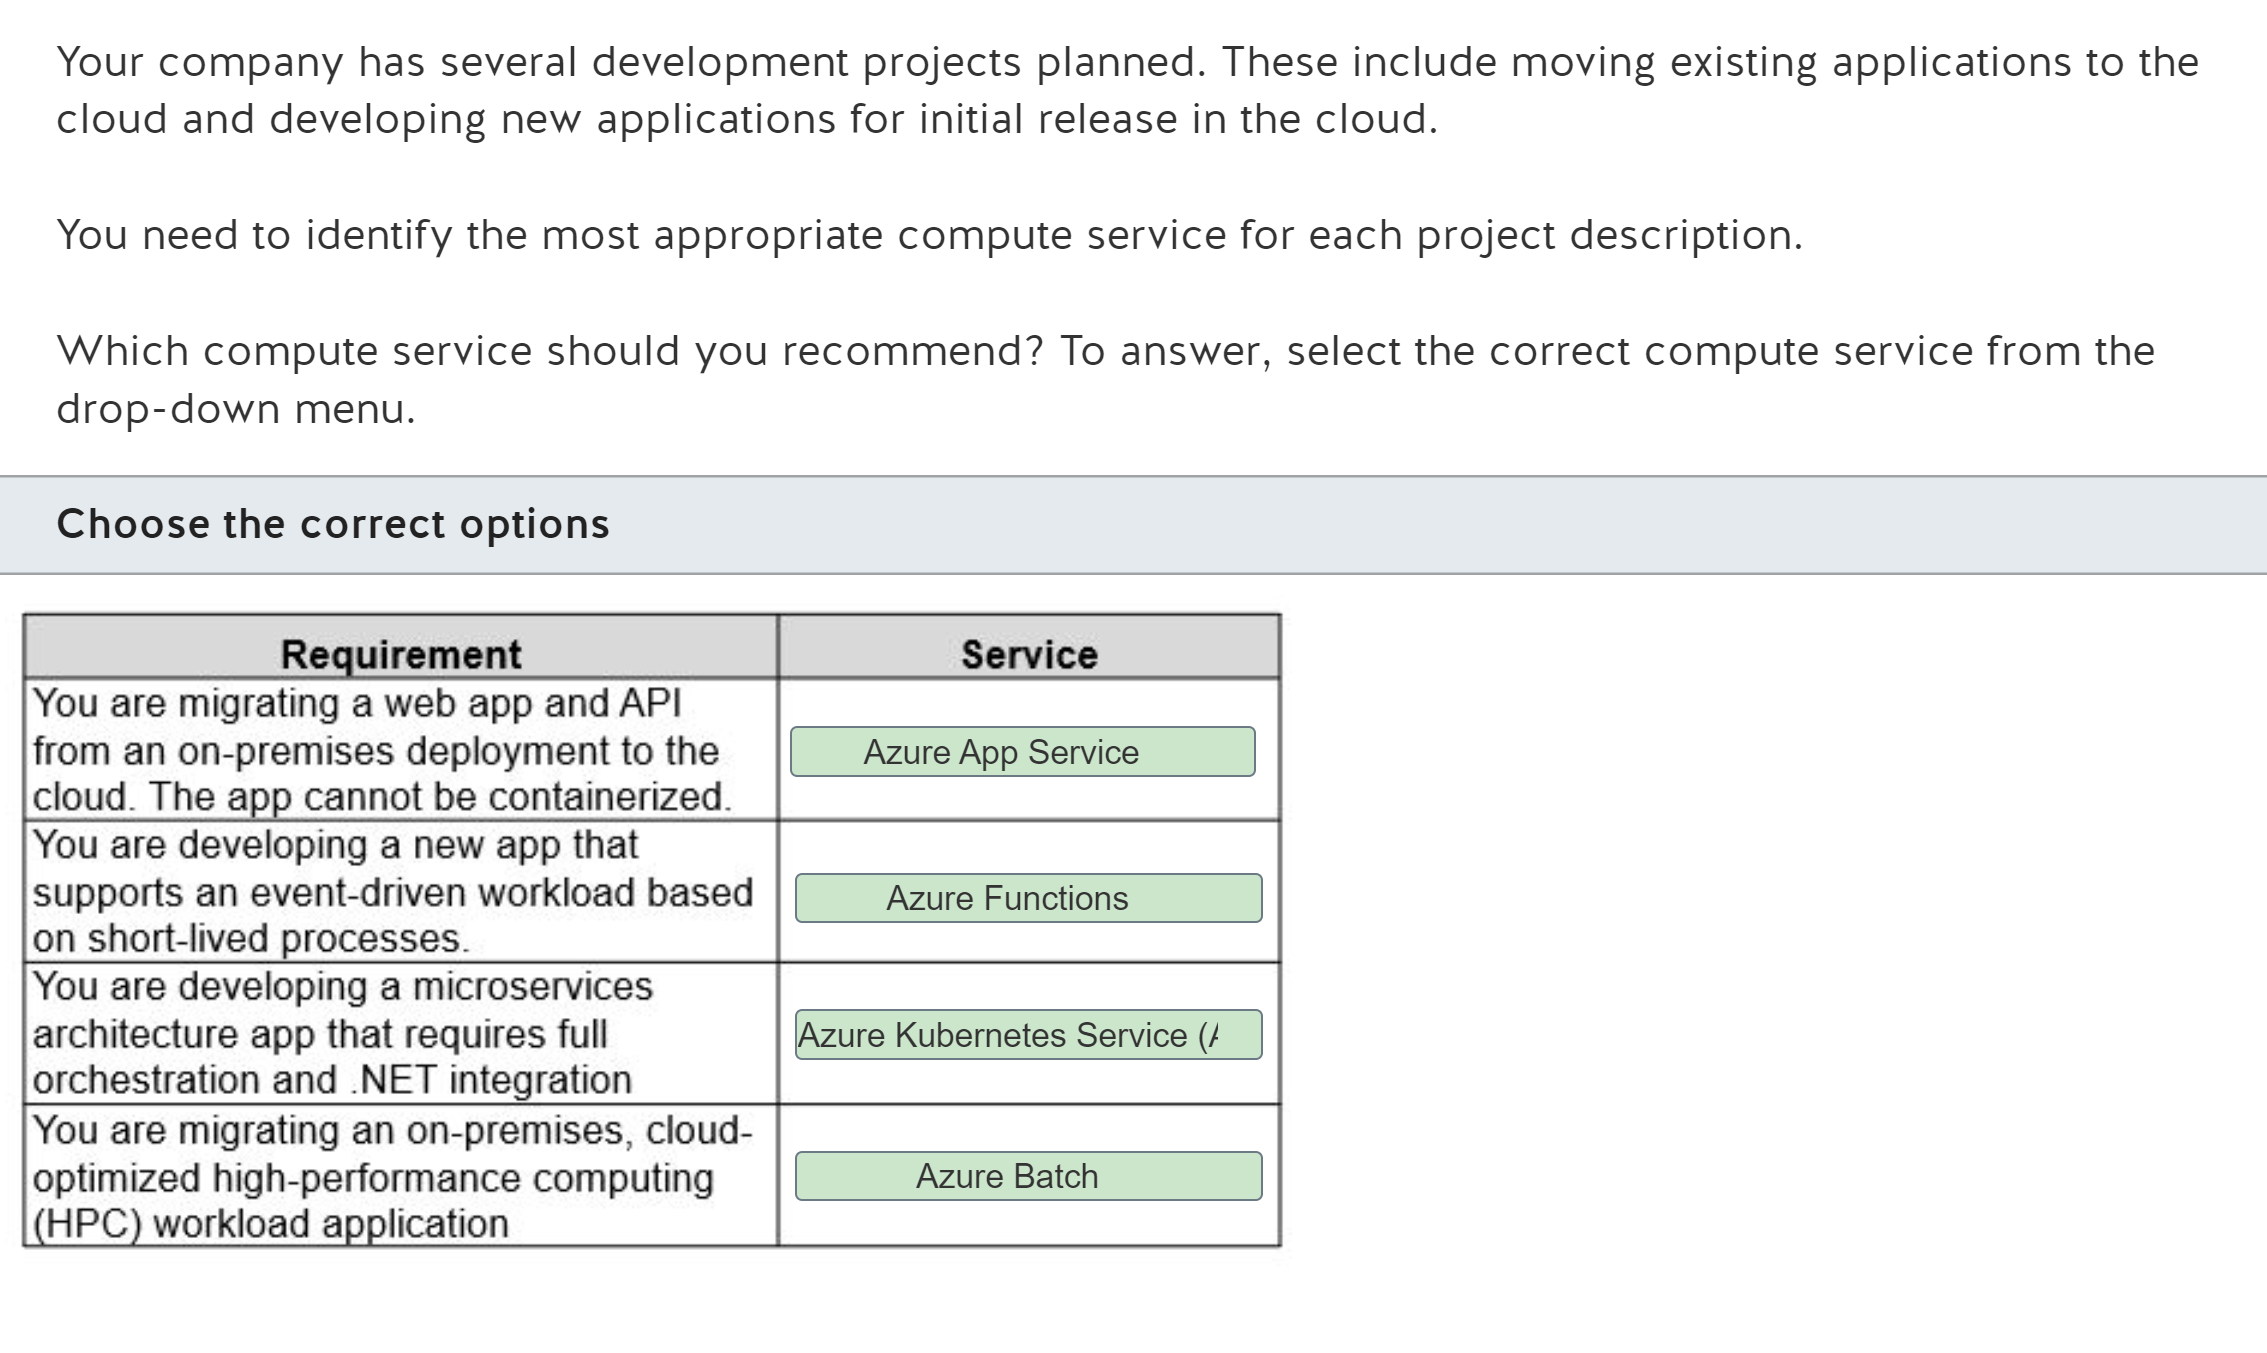 Your company has several development projects planned. These include moving existing applications to the
cloud and developing new applications for initial release in the cloud.
You need to identify the most appropriate compute service for each project description.
Which compute service should you recommend? To answer, select the correct compute service from the
drop-down menu.
Choose the correct options
Requirement
Service
You are migrating a web app and API
from an on-premises deployment to the
cloud. The app cannot be containerized.
Azure App Service
You are developing a new app that
supports an event-driven workload based
on short-lived processes.
Azure Functions
You are developing a microservices
architecture app that requires full
orchestration and .NET integration
Azure Kubernetes Service (
You are migrating an on-premises, cloud-
optimized high-performance computing
(HPC) workload application
Azure Batch